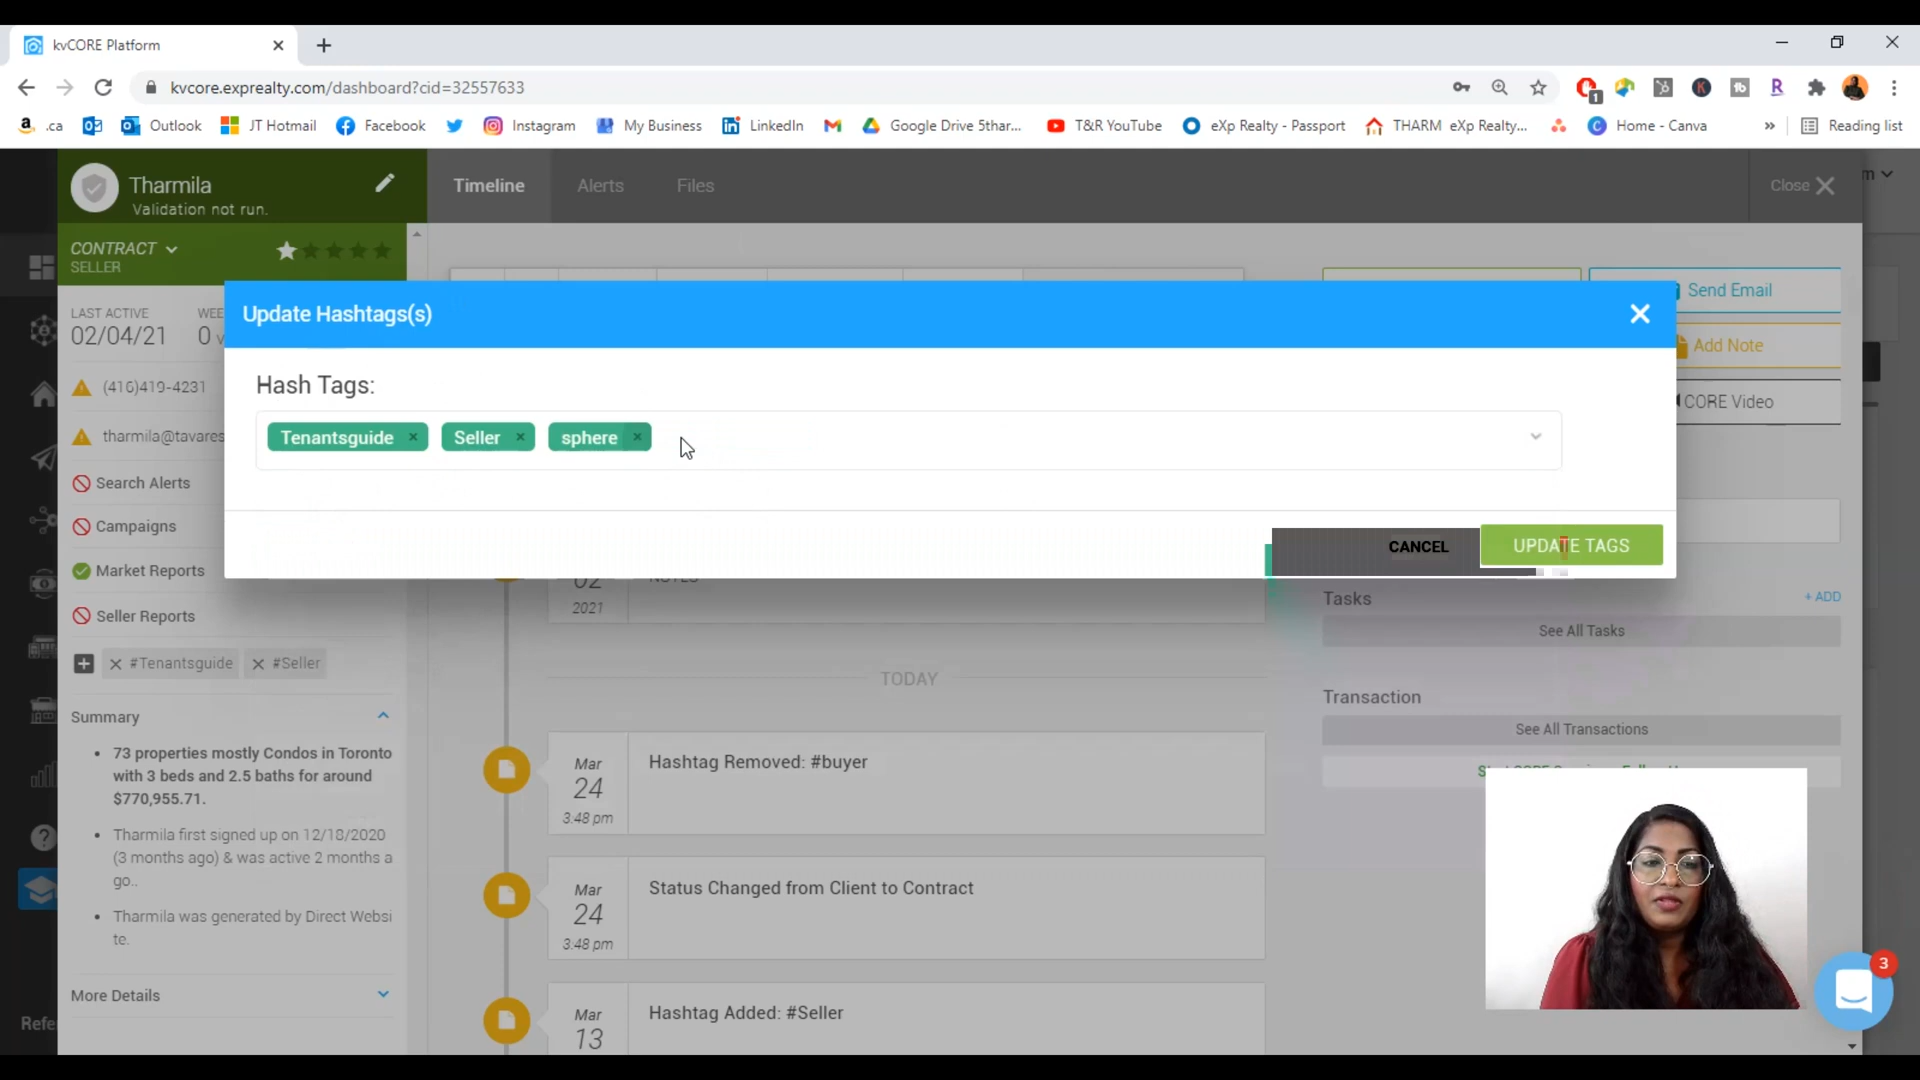 kvCORE Platform
kvcore.exprealty.com/dashboard?cid=32557633
1
.ca
Outlook
JT Hotmail
Facebook
Instagram
My Business
LinkedIn
Google Drive 5thar...
T&R YouTube
eXp Realty - Passport
THARM eXp Realty...
Home - Canva
»
Reading list
Tharmila
Validation not run.
Timeline
Alerts
Files
Close
CONTRACT
SELLER
LAST ACTIVE
02/04/21
0
Send Email
Add Note
CORE Video
Update Hashtags(s)
Hash Tags:
Tenantsguide ×
Seller ×
sphere ×
CANCEL
UPDATE TAGS
(416)419-4231
tharmila@tavares
Search Alerts
Campaigns
Market Reports
Seller Reports
#Tenantsguide
#Seller
Summary
• 73 properties mostly Condos in Toronto
with 3 beds and 2.5 baths for around
$770,955.71.
• Tharmila first signed up on 12/18/2020
(3 months ago) & was active 2 months a
go..
• Tharmila was generated by Direct Websi
te.
More Details
02
2021
NOTES
TODAY
Mar
24
3:48 pm
Hashtag Removed: #buyer
Mar
24
3:48 pm
Status Changed from Client to Contract
Mar
13
Hashtag Added: #Seller
Tasks
+ ADD
See All Tasks
Transaction
See All Transactions
3